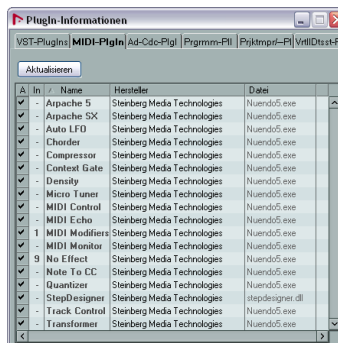 PlugIn-Informationen
VST-PlugIns MIDI-PlgIn Ad-Cdc-PlgI Prgrmm-PlI Prjktmpr/--PI VrtllDtsst-P
Aktualisieren
A In / Name Hersteller Datei
- Arpache 5 Steinberg Media Technologies Nuendo5.exe
- Arpache SX Steinberg Media Technologies Nuendo5.exe
- Auto LFO Steinberg Media Technologies Nuendo5.exe
- Chorder Steinberg Media Technologies Nuendo5.exe
- Compressor Steinberg Media Technologies Nuendo5.exe
- Context Gate Steinberg Media Technologies Nuendo5.exe
- Density Steinberg Media Technologies Nuendo5.exe
- Micro Tuner Steinberg Media Technologies Nuendo5.exe
- MIDI Control Steinberg Media Technologies Nuendo5.exe
- MIDI Echo Steinberg Media Technologies Nuendo5.exe
1 MIDI Modifiers Steinberg Media Technologies Nuendo5.exe
- MIDI Monitor Steinberg Media Technologies Nuendo5.exe
9 No Effect Steinberg Media Technologies Nuendo5.exe
- Note To CC Steinberg Media Technologies Nuendo5.exe
- Quantizer Steinberg Media Technologies Nuendo5.exe
- StepDesigner Steinberg Media Technologies stepdesigner.dll
- Track Control Steinberg Media Technologies Nuendo5.exe
- Transformer Steinberg Media Technologies Nuendo5.exe